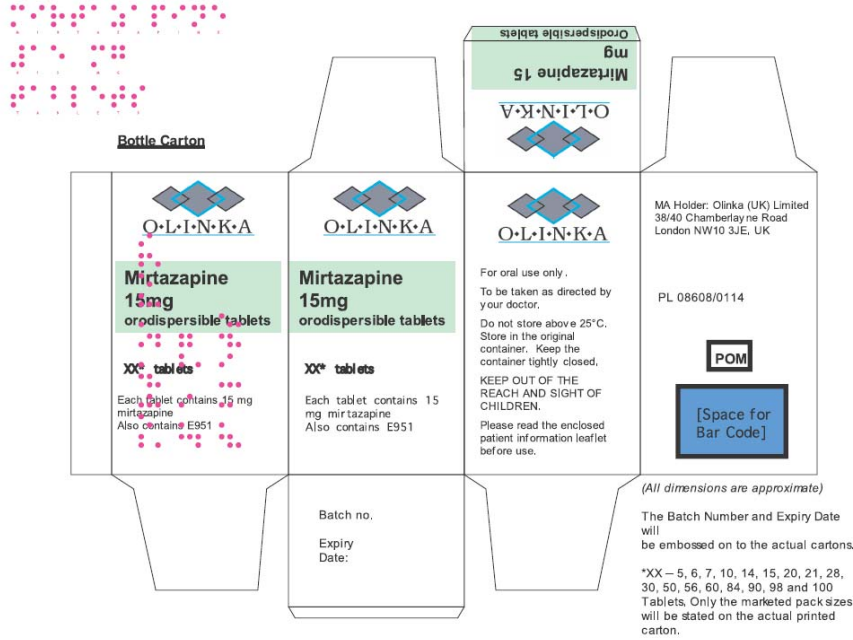 Bottle Carton
Orodispersible tablets
mg
Mirtazapine 15
O•L•I•N•K•A
O•L•I•N•K•A
Mirtazapine
15mg
orodispersible tablets
XX* tablets
Each tablet contains 15 mg
mirtazapine
Also contains E951
O•L•I•N•K•A
Mirtazapine
15mg
orodispersible tablets
XX* tablets
Each tablet contains 15
mg mirtazapine
Also contains E951
Batch no.
Expiry
Date:
O•L•I•N•K•A
For oral use only.
To be taken as directed by
your doctor.
Do not store above 25°C.
Store in the original
container. Keep the
container tightly closed.
KEEP OUT OF THE
REACH AND SIGHT OF
CHILDREN.
Please read the enclosed
patient information leaflet
before use.
MA Holder: Olinka (UK) Limited
38/40 Chamberlayne Road
London NW10 3JE, UK
PL 08608/0114
POM
[Space for
Bar Code]
(All dimensions are approximate)
The Batch Number and Expiry Date
will
be embossed on to the actual cartons.
*XX – 5, 6, 7, 10, 14, 15, 20, 21, 28,
30, 50, 56, 60, 84, 90, 98 and 100
Tablets. Only the marketed pack sizes
will be stated on the actual printed
carton.